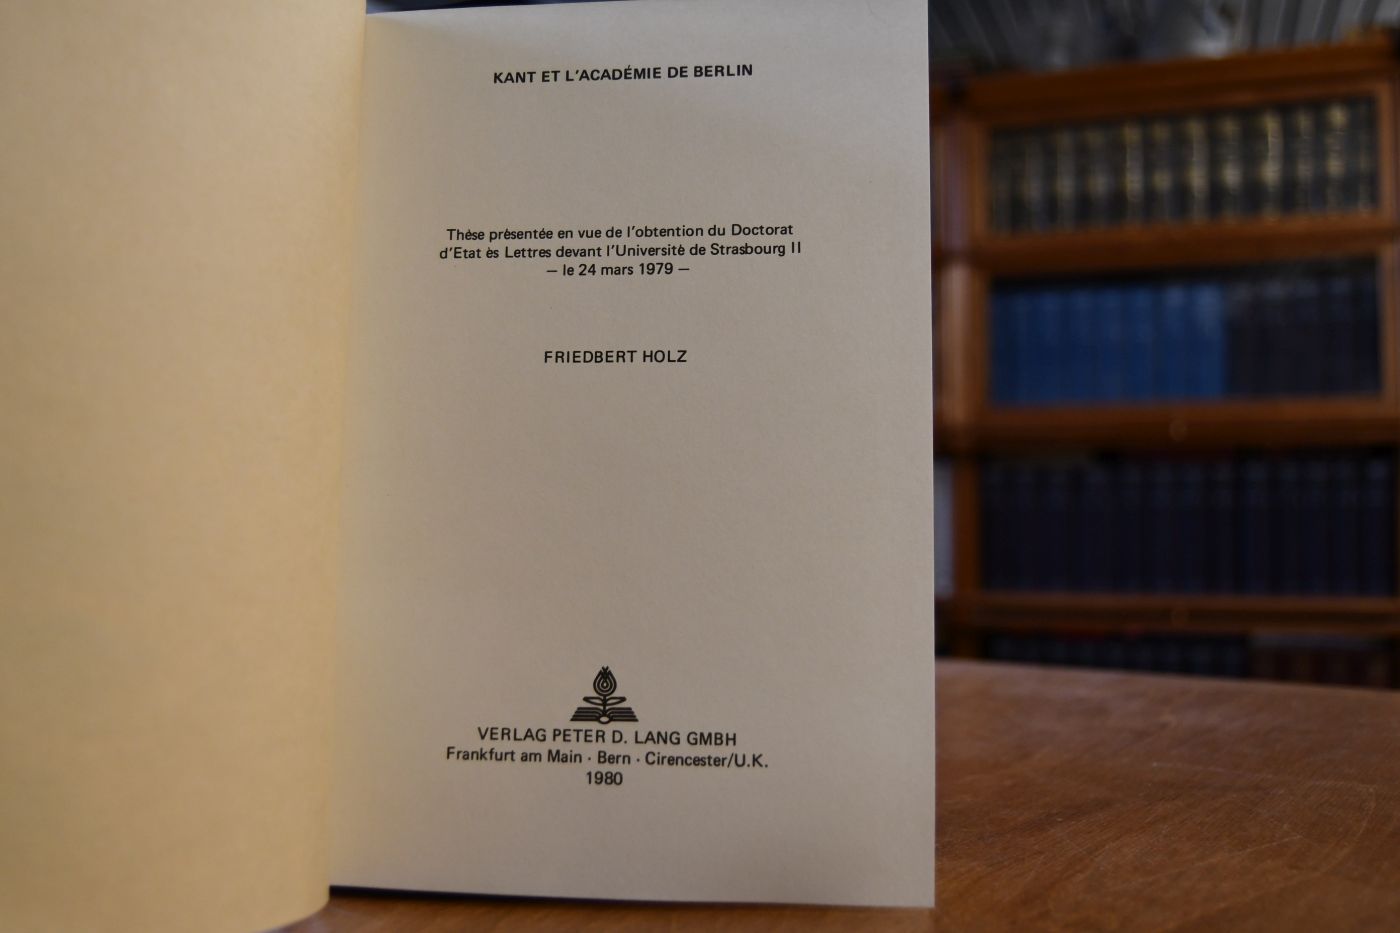 KANT ET L'ACADÉMIE DE BERLIN
Thèse présentée en vue de l'obtention du Doctorat
d'Etat ès Lettres devant l'Université de Strasbourg II
— le 24 mars 1979 —
FRIEDBERT HOLZ
VERLAG PETER D. LANG GMBH
Frankfurt am Main · Bern · Cirencester/U.K.
1980